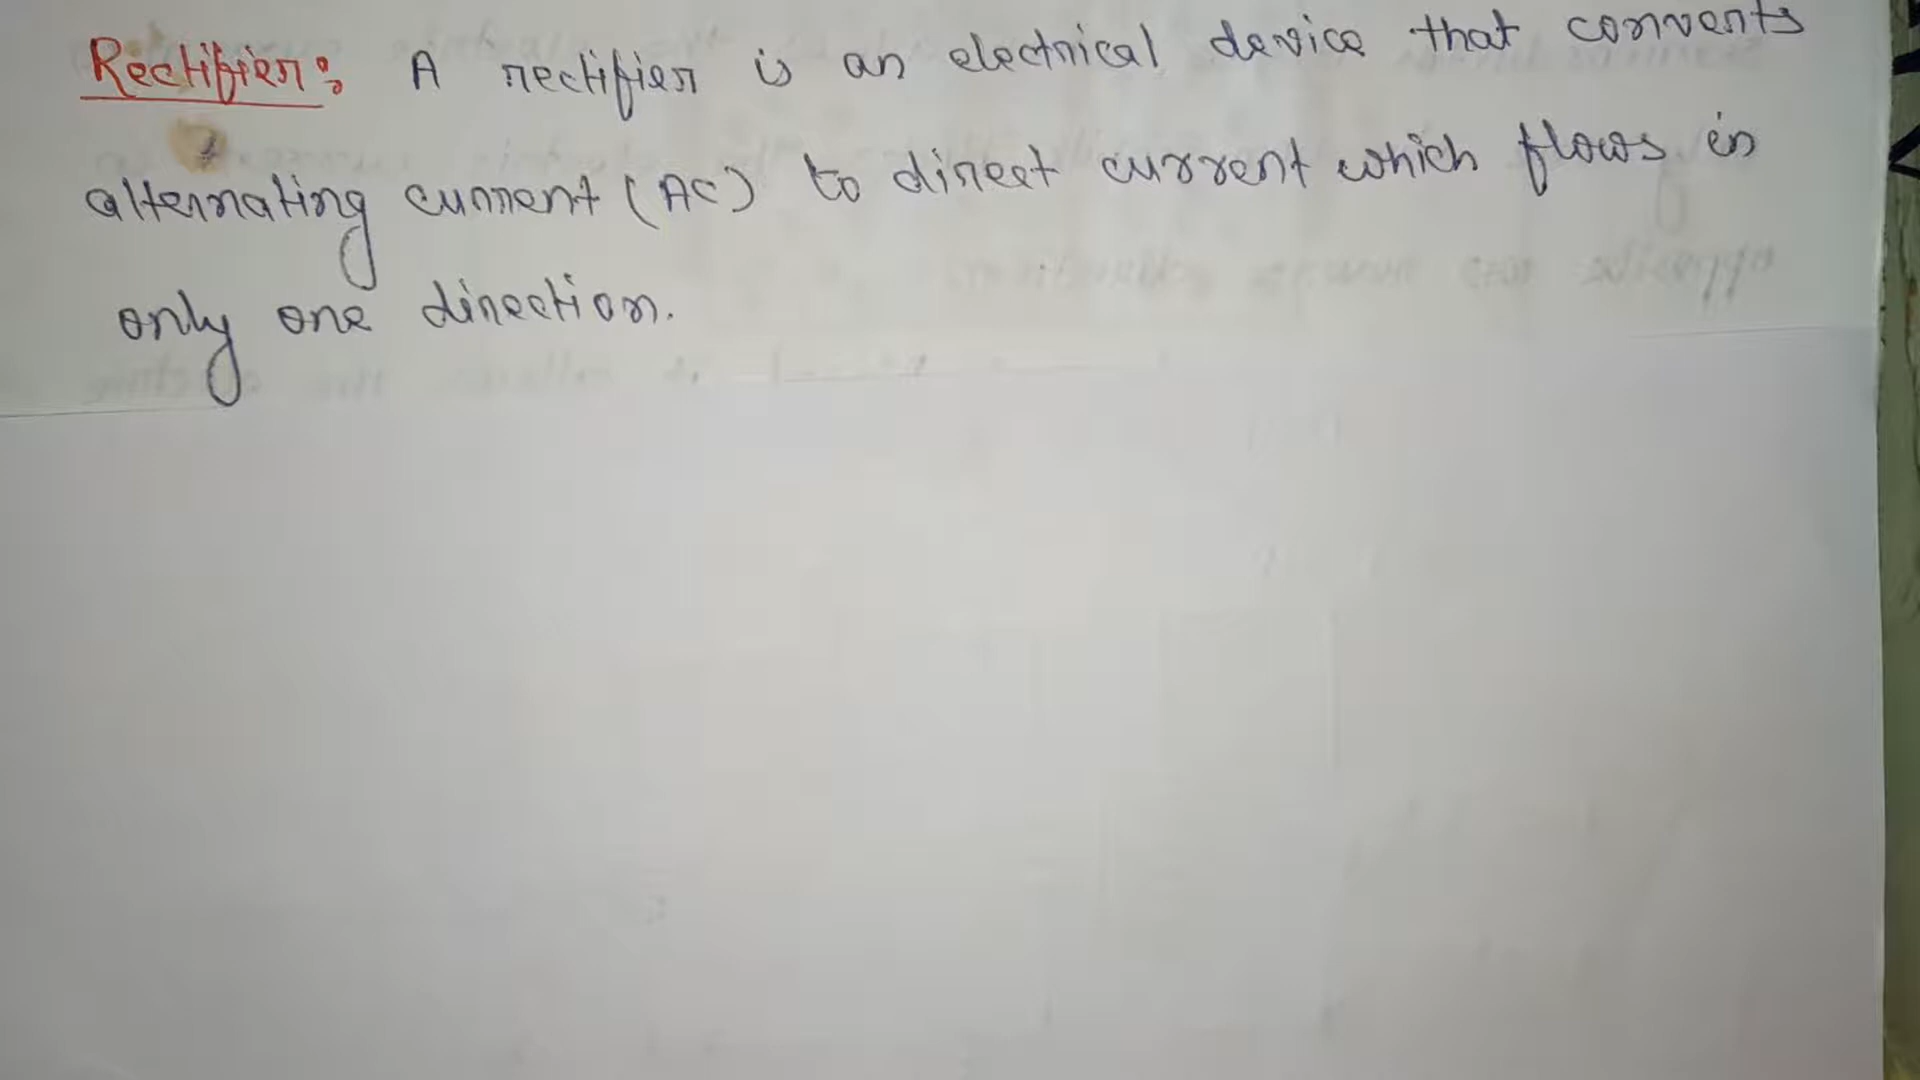 Rectifier: A rectifier is an electrical device that converts
alternating current (AC) to direct current which flows in
only one direction.